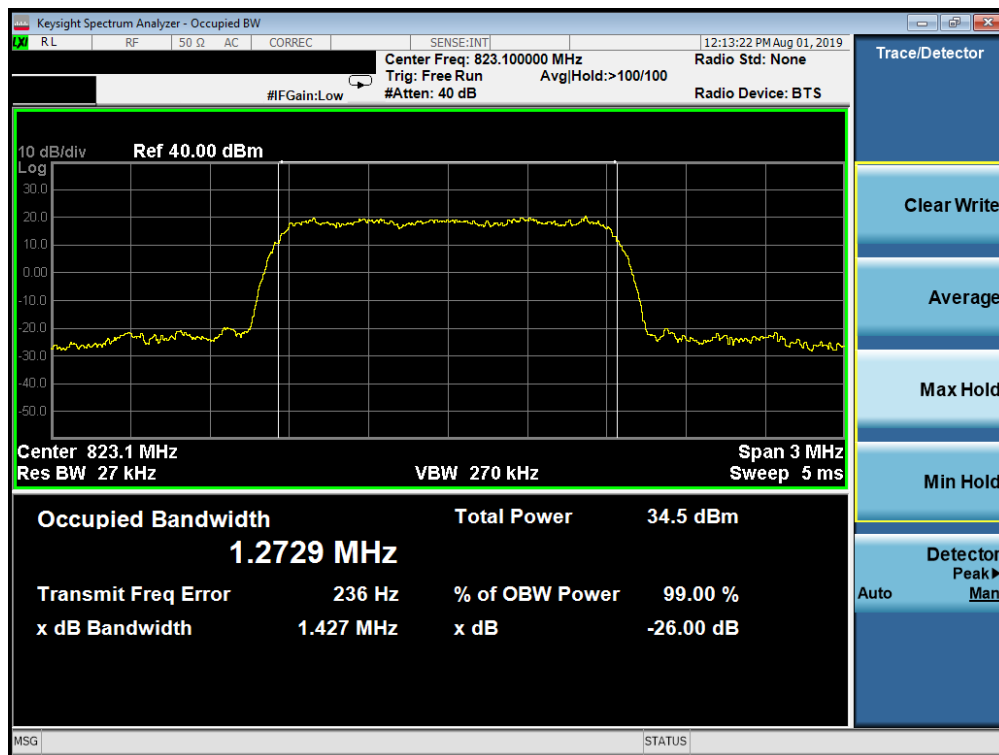 Keysight Spectrum Analyzer - Occupied BW
LXI RL RF 50 Ω AC CORREC SENSE:INT 12:13:22 PM Aug 01, 2019
Center Freq: 823.100000 MHz Radio Std: None
Trig: Free Run Avg|Hold:>100/100
#IFGain:Low #Atten: 40 dB Radio Device: BTS
Trace/Detector
10 dB/div Ref 40.00 dBm
Log
30.0
20.0
10.0
0.00
-10.0
-20.0
-30.0
-40.0
-50.0
Center 823.1 MHz Span 3 MHz
Res BW 27 kHz VBW 270 kHz Sweep 5 ms
Occupied Bandwidth Total Power 34.5 dBm
1.2729 MHz
Transmit Freq Error 236 Hz % of OBW Power 99.00 %
x dB Bandwidth 1.427 MHz x dB -26.00 dB
Clear Write
Average
Max Hold
Min Hold
Detector
Peak▶
Auto Man
MSG STATUS